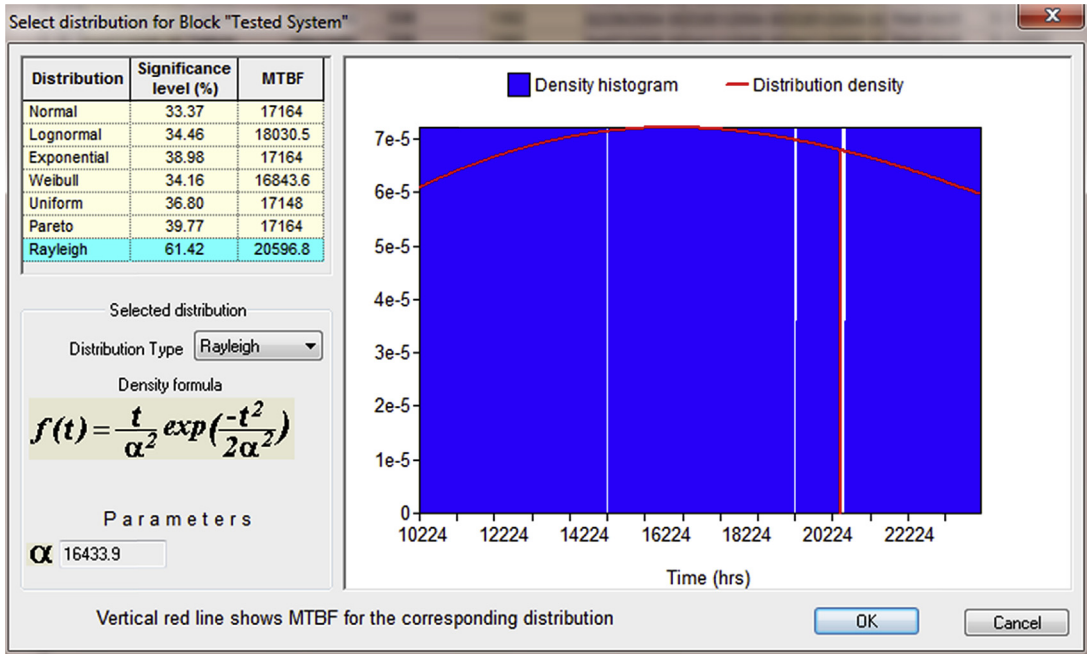 Select distribution for Block "Tested System"
Distribution Significance level (%) MTBF
Normal 33.37 17164
Lognormal 34.46 18030.5
Exponential 38.98 17164
Weibull 34.16 16843.6
Uniform 36.80 17148
Pareto 39.77 17164
Rayleigh 61.42 20596.8
Selected distribution
Distribution Type Rayleigh
Density formula
f(t)=t/α² exp(-t²/2α²)
Parameters
α 16433.9
Density histogram Distribution density
7e-5
6e-5
5e-5
4e-5
3e-5
2e-5
1e-5
0
10224 12224 14224 16224 18224 20224 22224
Time (hrs)
Vertical red line shows MTBF for the corresponding distribution
OK Cancel